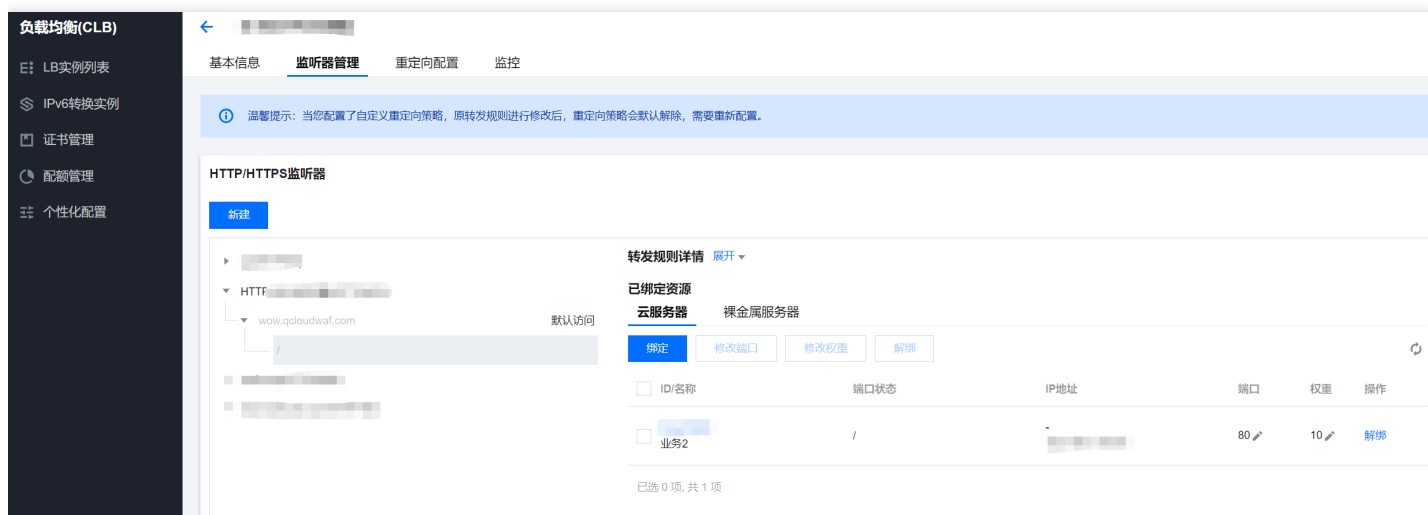 负载均衡(CLB)
LB实例列表
IPv6转换实例
证书管理
配额管理
个性化配置
基本信息 监听器管理 重定向配置 监控
温馨提示：当您配置了自定义重定向策略，原转发规则进行修改后，重定向策略会默认解除，需要重新配置。
HTTP/HTTPS监听器
新建
HTTP
wow.qcloudwaf.com 默认访问
/
转发规则详情 展开
已绑定资源
云服务器 裸金属服务器
绑定 修改端口 修改权重 解绑
ID/名称 端口状态 IP地址 端口 权重 操作
业务2 / - 80 10 解绑
已选 0 项, 共 1 项